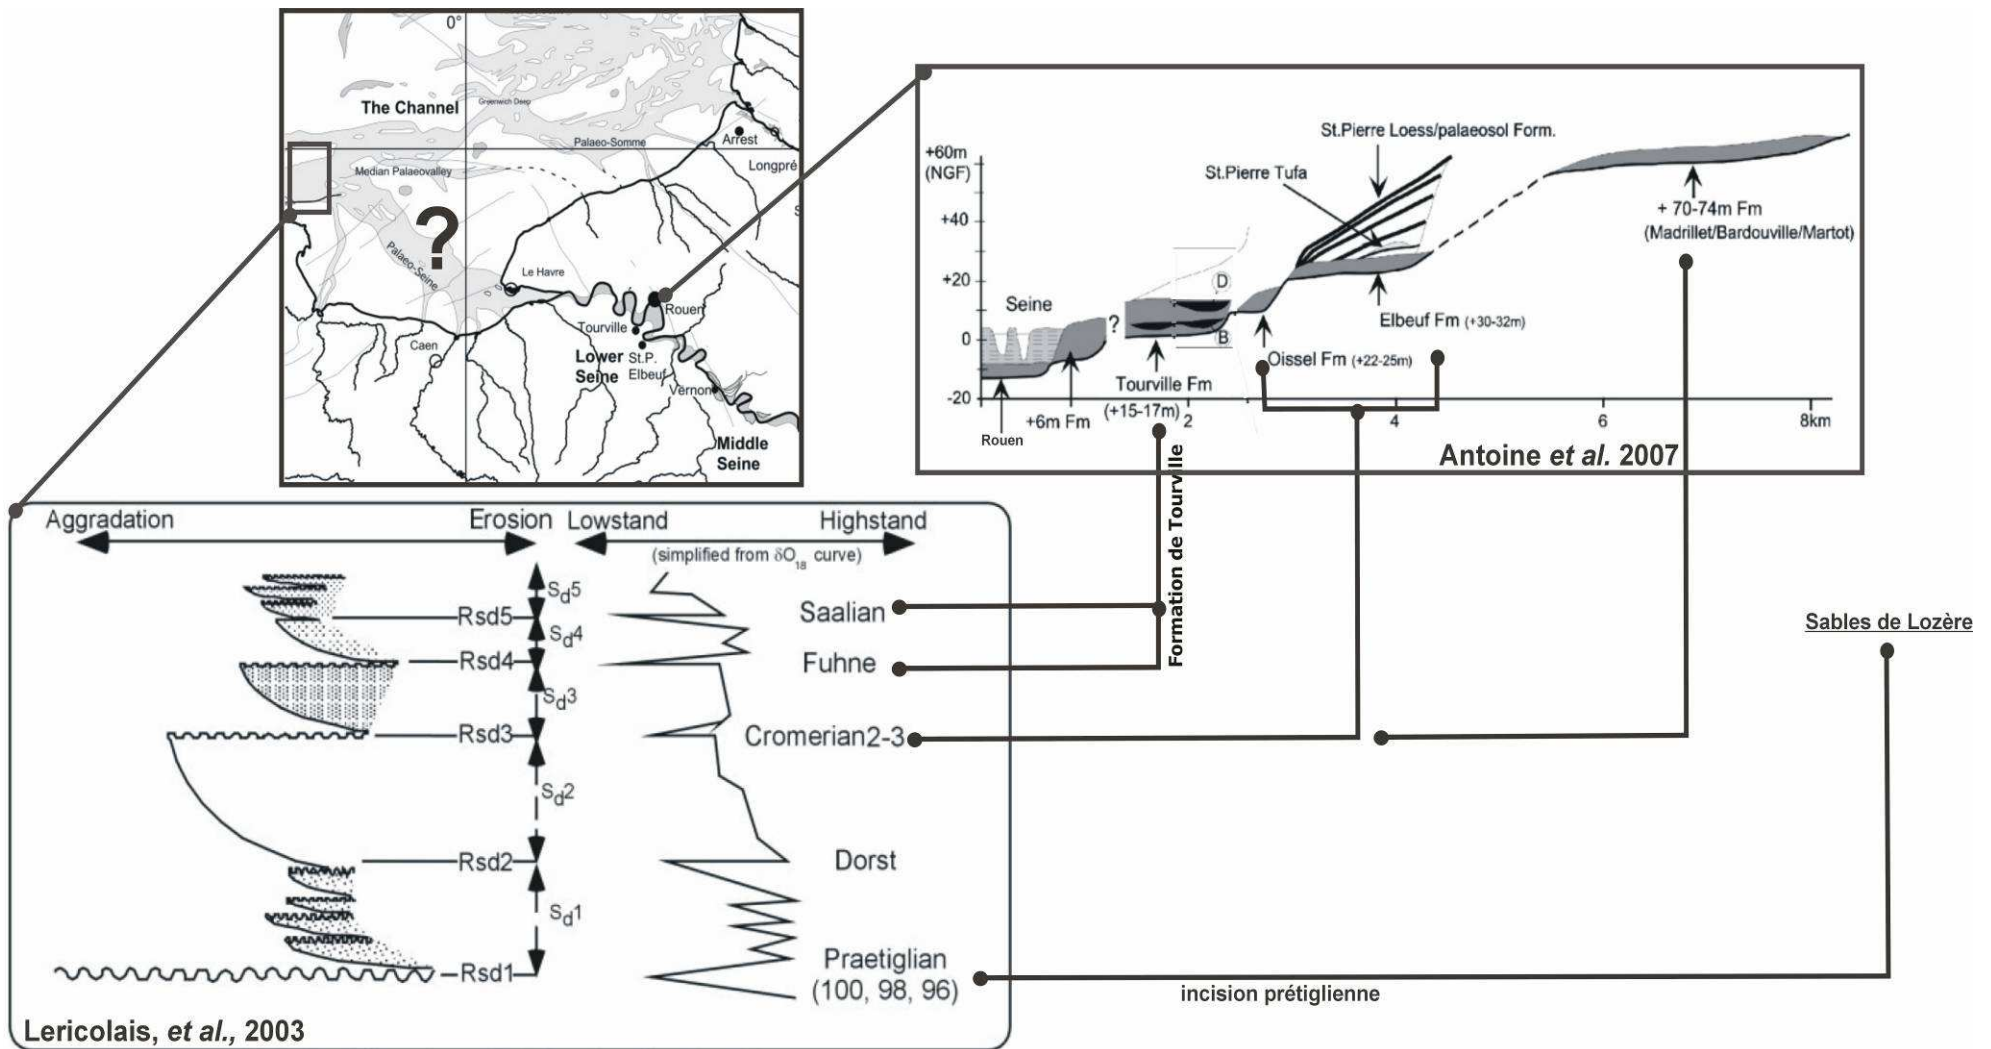 0°
The Channel
Greenwich Deep
Palaeo-Somme
Arrest
Longpré
Median Palaeovalley
S
?
Palaeo-Seine
Le Havre
Rouen
Tourville
Caen
Lower
Seine
St.P.
Elbeuf
Vernon
Middle
Seine
St.Pierre Loess/palaeosol Form.
+60m
(NGF)
St.Pierre Tufa
+40
+ 70-74m Fm
(Madrillet/Bardouville/Martot)
+20
D
Seine
?
Elbeuf Fm (+30-32m)
0
B
Oissel Fm (+22-25m)
Tourville Fm
(+15-17m)
-20
+6m Fm
2
4
6
8km
Rouen
Antoine et al. 2007
Formation de Tourville
Aggradation
Erosion
Lowstand
Highstand
(simplified from δO18 curve)
Sd5
Rsd5
Saalian
Sd4
Rsd4
Fuhne
Sd3
Rsd3
Cromerian2-3
Sd2
Rsd2
Dorst
Sd1
Rsd1
Praetiglian
(100, 98, 96)
Sables de Lozère
incision prétiglienne
Lericolais, et al., 2003